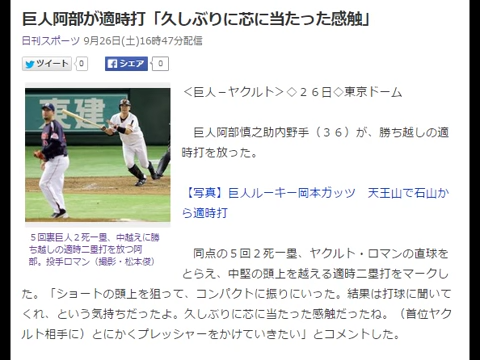 巨人阿部が適時打「久しぶりに芯に当たった感触」
日刊スポーツ 9月26日(土)16時47分配信
ツイート 0 シェア 0
東建
５回裏巨人２死一塁、中越えに勝
ち越しの適時二塁打を放つ阿
部。投手ロマン（撮影・松本俊）
＜巨人－ヤクルト＞◇２６日◇東京ドーム
巨人阿部慎之助内野手（３６）が、勝ち越しの適
時打を放った。
【写真】巨人ルーキー岡本ガッツ　天王山で石山か
ら適時打
同点の５回２死一塁、ヤクルト・ロマンの直球を
とらえ、中堅の頭上を越える適時二塁打をマークし
た。「ショートの頭上を狙って、コンパクトに振りにいった。結果は打球に聞いて
くれ、という気持ちだったよ。久しぶりに芯に当たった感触だったね。（首位ヤク
ルト相手に）とにかくプレッシャーをかけていきたい」とコメントした。